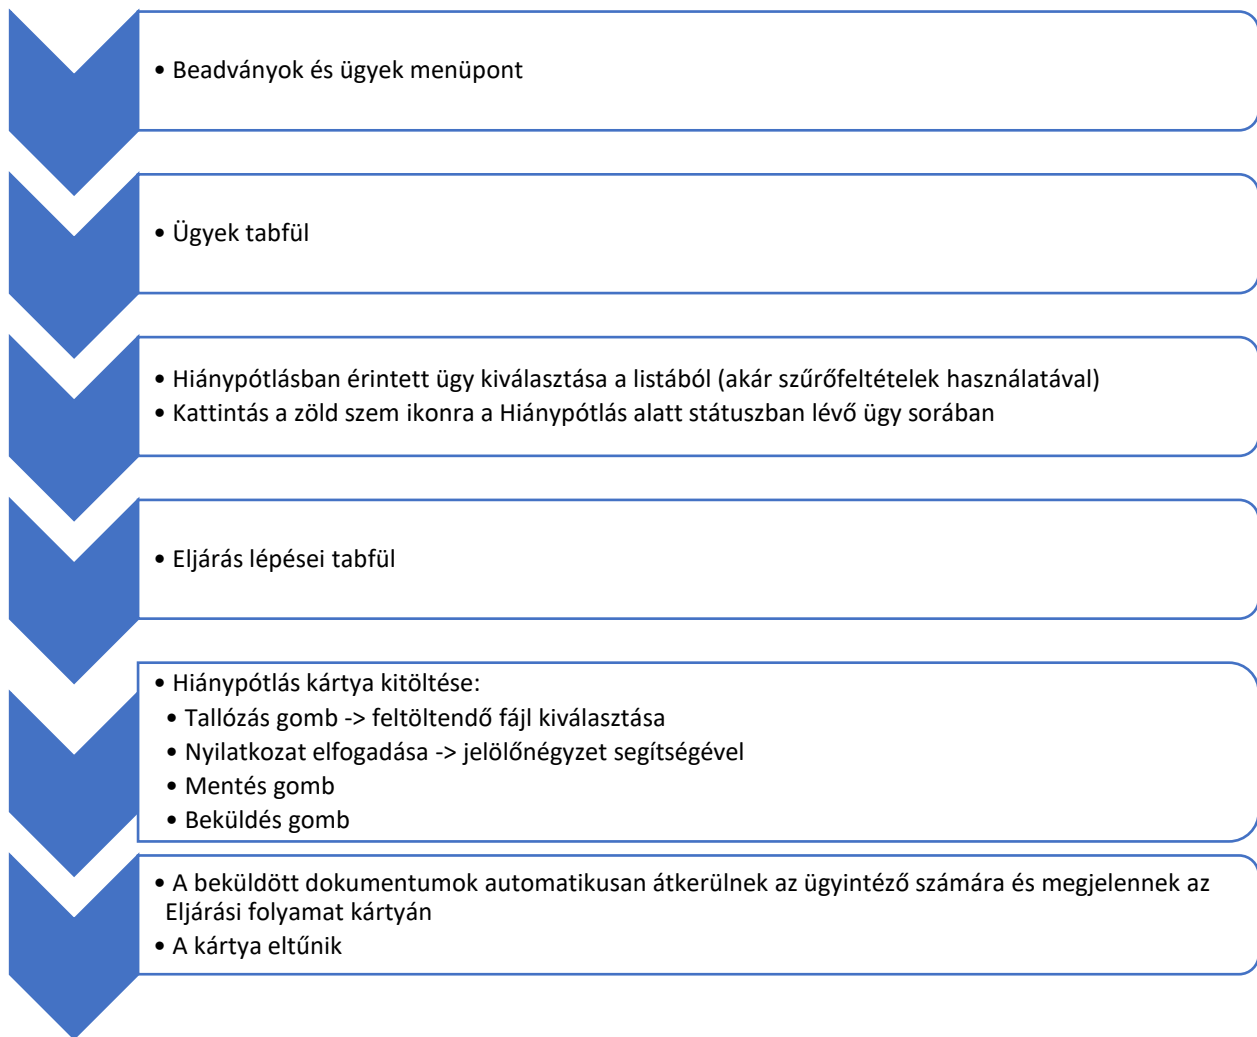 • Beadványok és ügyek menüpont
• Ügyek tabfül
• Hiánypótlásban érintett ügy kiválasztása a listából (akár szűrőfeltételek használatával)
• Kattintás a zöld szem ikonra a Hiánypótlás alatt státuszban lévő ügy sorában
• Eljárás lépései tabfül
• Hiánypótlás kártya kitöltése:
• Tallózás gomb -> feltöltendő fájl kiválasztása
• Nyilatkozat elfogadása -> jelölőnégyzet segítségével
• Mentés gomb
• Beküldés gomb
• A beküldött dokumentumok automatikusan átkerülnek az ügyintéző számára és megjelennek az
Eljárási folyamat kártyán
• A kártya eltűnik